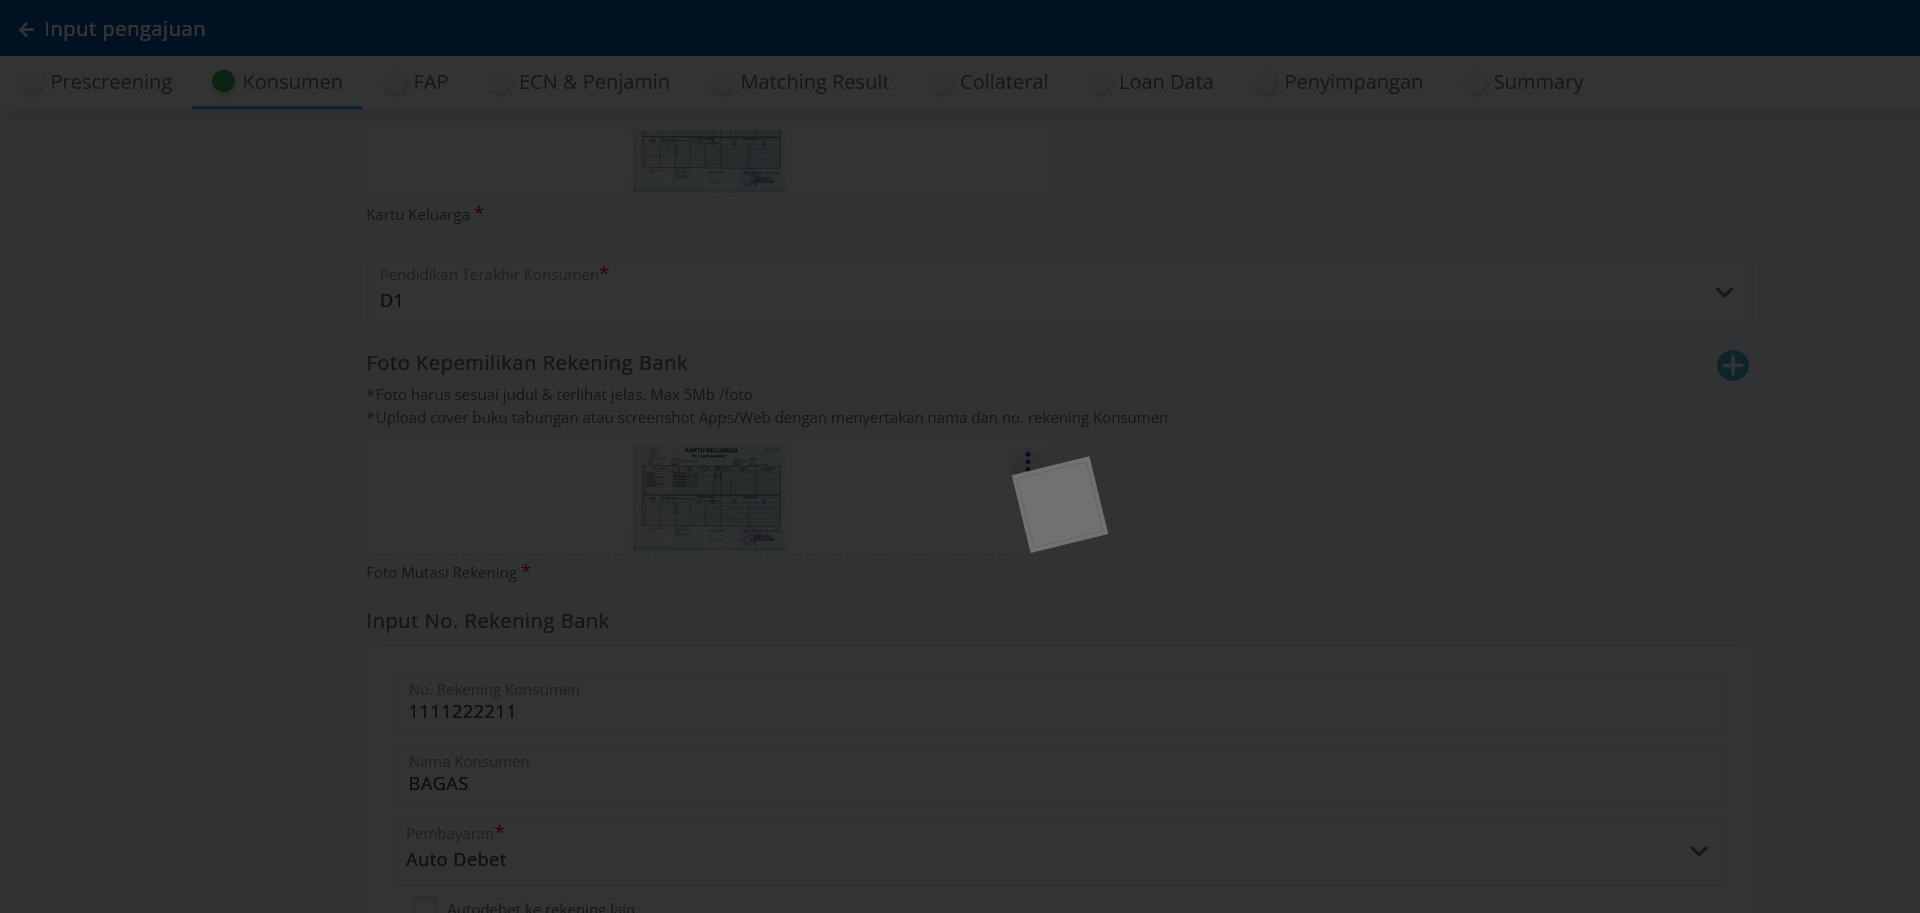 Input pengajuan
Prescreening Konsumen FAP ECN & Penjamin Matching Result Collateral Loan Data Penyimpangan Summary
Kartu Keluarga *
Pendidikan Terakhir Konsumen*
D1
Foto Kepemilikan Rekening Bank
*Foto harus sesuai judul & terlihat jelas. Max 5Mb /foto
*Upload cover buku tabungan atau screenshot Apps/Web dengan menyertakan nama dan no. rekening Konsumen
KARTU KELUARGA
Foto Mutasi Rekening *
Input No. Rekening Bank
No. Rekening Konsumen
1111222211
Nama Konsumen
BAGAS
Pembayaran*
Auto Debet
Autodebet ke rekening lain